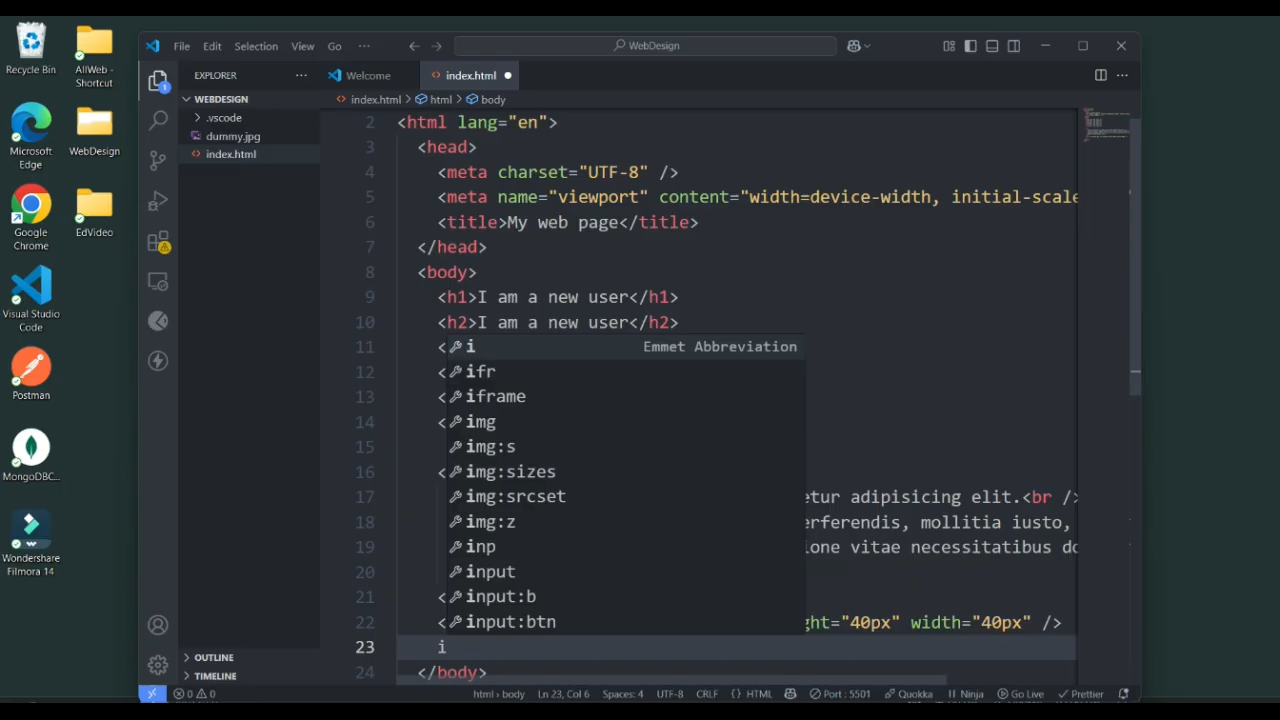 Recycle Bin
AllWeb -
Shortcut
Microsoft
Edge
WebDesign
Google
Chrome
EdVideo
Visual Studio
Code
Postman
MongoDBC...
Wondershare
Filmora 14
File Edit Selection View Go ···
WebDesign
EXPLORER ···
Welcome
index.html
WEBDESIGN
.vscode
dummy.jpg
index.html
index.html > html > body
2 <html lang="en">
3 <head>
4 <meta charset="UTF-8" />
5 <meta name="viewport" content="width=device-width, initial-scale
6 <title>My web page</title>
7 </head>
8 <body>
9 <h1>I am a new user</h1>
10 <h2>I am a new user</h2>
11 < i Emmet Abbreviation
12 < ifr
13 < iframe
14 < img
15 img:s
16 < img:sizes
17 img:srcset etur adipisicing elit.<br />
18 img:z erferendis, mollitia iusto,
19 inp ione vitae necessitatibus do
20 input
21 < input:b
22 < input:btn ght="40px" width="40px" />
23 i
24 </body>
OUTLINE
TIMELINE
0 0 html > body Ln 23, Col 6 Spaces: 4 UTF-8 CRLF {} HTML Port : 5501 Quokka Ninja Go Live Prettier